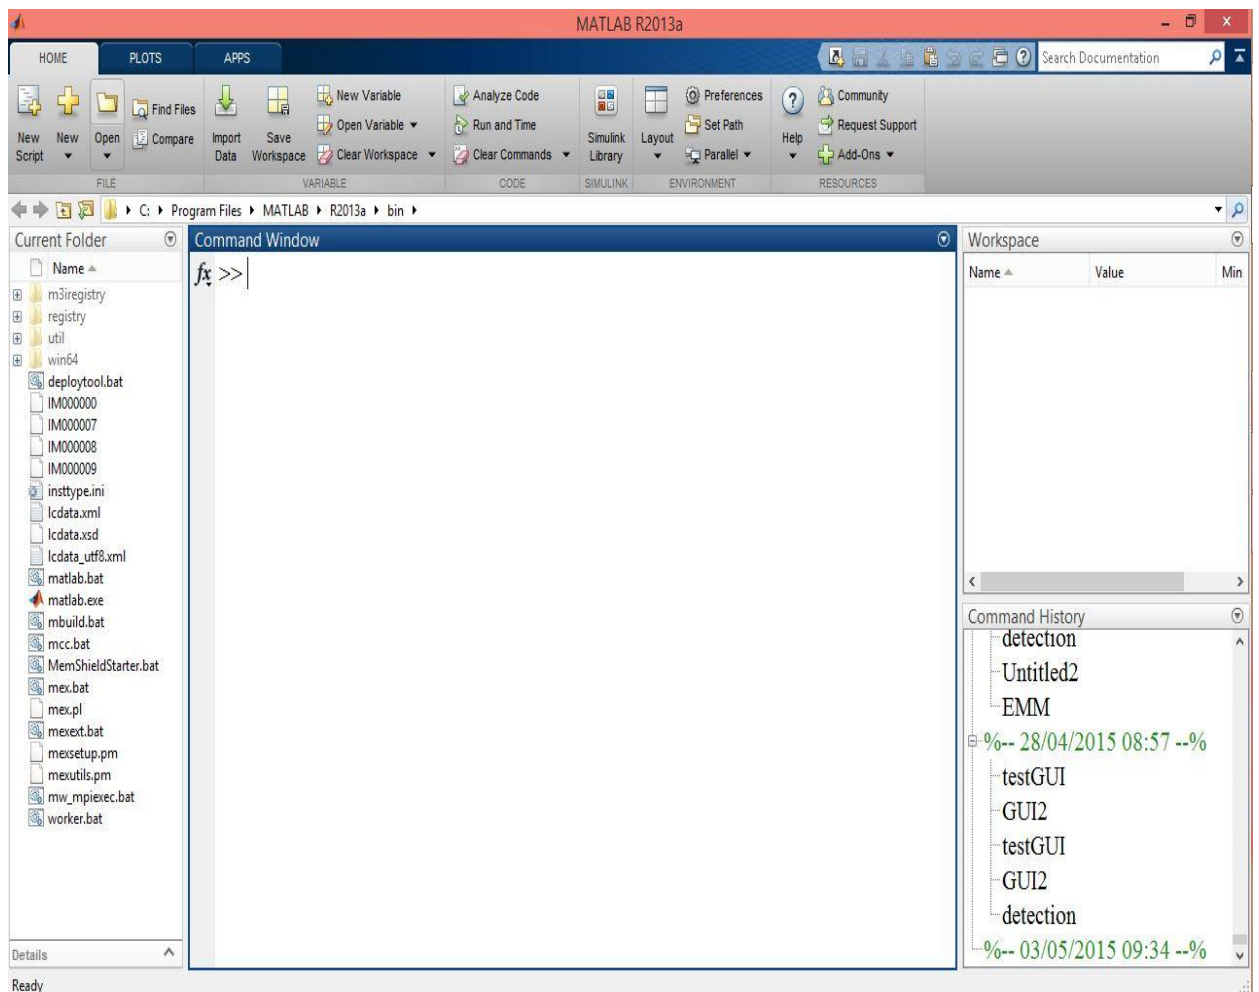 MATLAB R2013a
HOME PLOTS APPS
Search Documentation
New Script
New
Open
Find Files
Compare
Import Data
Save Workspace
New Variable
Open Variable
Clear Workspace
Analyze Code
Run and Time
Clear Commands
Simulink Library
Layout
Preferences
Set Path
Parallel
Help
Community
Request Support
Add-Ons
FILE VARIABLE CODE SIMULINK ENVIRONMENT RESOURCES
C: Program Files MATLAB R2013a bin
Current Folder
Name
m3iregistry
registry
util
win64
deploytool.bat
IM000000
IM000007
IM000008
IM000009
insttype.ini
lcdata.xml
lcdata.xsd
lcdata_utf8.xml
matlab.bat
matlab.exe
mbuild.bat
mcc.bat
MemShieldStarter.bat
mex.bat
mex.pl
mexext.bat
mexsetup.pm
mexutils.pm
mw_mpiexec.bat
worker.bat
Details
Command Window
fx >>
Workspace
Name Value Min
Command History
detection
Untitled2
EMM
%-- 28/04/2015 08:57 --%
testGUI
GUI2
testGUI
GUI2
detection
%-- 03/05/2015 09:34 --%
Ready